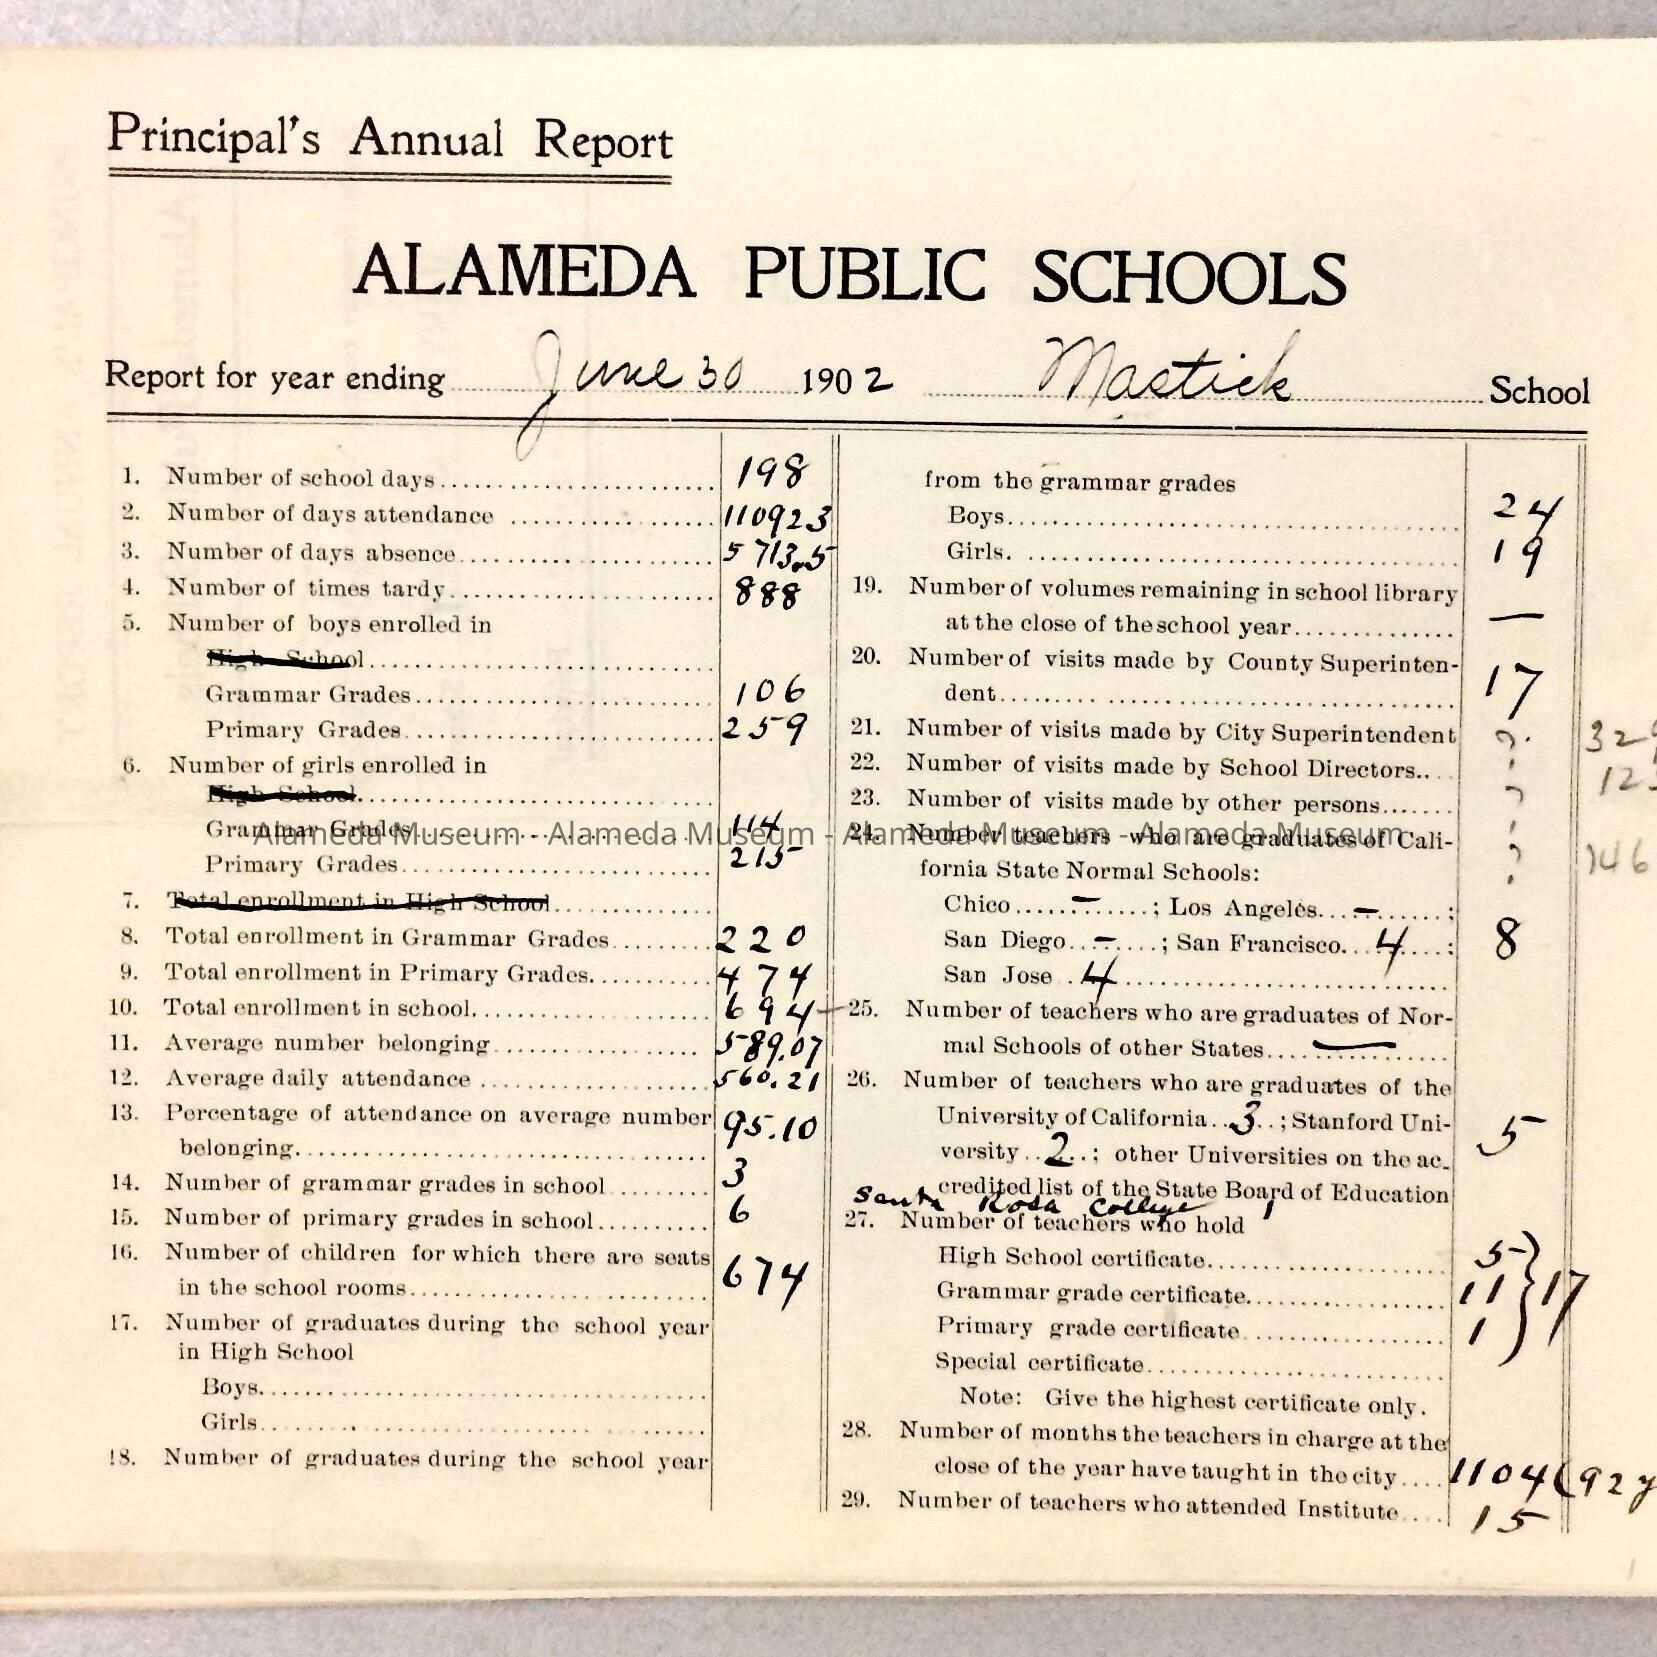 Principal's Annual Report
ALAMEDA PUBLIC SCHOOLS
Report for year ending June 30 1902 Mastick School
1. Number of school days 198
2. Number of days attendance 110923
3. Number of days absence 5713.5
4. Number of times tardy 888
5. Number of boys enrolled in
High School
Grammar Grades 106
Primary Grades 259
6. Number of girls enrolled in
High School
Grammar Grades 114
Primary Grades 215
7. Total enrollment in High School
8. Total enrollment in Grammar Grades 220
9. Total enrollment in Primary Grades 474
10. Total enrollment in school 694
11. Average number belonging 589.07
12. Average daily attendance 560.21
13. Percentage of attendance on average number
belonging 95.10
14. Number of grammar grades in school 3
15. Number of primary grades in school 6
16. Number of children for which there are seats
in the school rooms 674
17. Number of graduates during the school year
in High School
Boys
Girls
18. Number of graduates during the school year
from the grammar grades
Boys 24
Girls 19
19. Number of volumes remaining in school library
at the close of the school year —
20. Number of visits made by County Superinten-
dent 17
21. Number of visits made by City Superintendent ?
22. Number of visits made by School Directors ?
23. Number of visits made by other persons ?
24. Number teachers who are graduates of Cali-
fornia State Normal Schools:
Chico – ; Los Angeles – ;
San Diego – ; San Francisco 4 : 8
San Jose 4
25. Number of teachers who are graduates of Nor-
mal Schools of other States —
26. Number of teachers who are graduates of the
University of California 3 ; Stanford Uni-
versity 2 : other Universities on the ac- 5
credited list of the State Board of Education
Santa Rosa College 1
27. Number of teachers who hold
High School certificate 5
Grammar grade certificate 11 } 17
Primary grade certificate 1
Special certificate
Note: Give the highest certificate only.
28. Number of months the teachers in charge at the
close of the year have taught in the city 1104 (92 y
29. Number of teachers who attended Institute 15
146
Alameda Museum - Alameda Museum - Alameda Museum - Alameda Museum